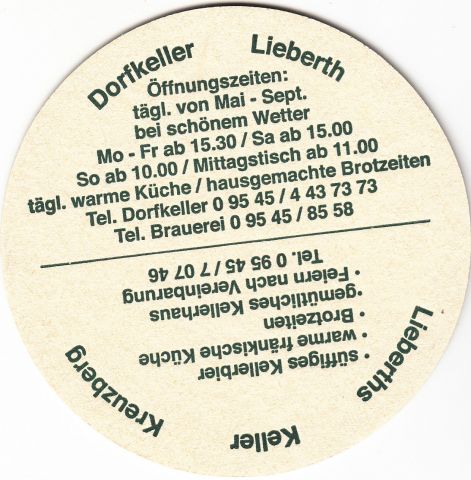 Dorfkeller Lieberth
Öffnungszeiten:
tägl. von Mai - Sept.
bei schönem Wetter
Mo - Fr ab 15.30 / Sa ab 15.00
So ab 10.00 / Mittagstisch ab 11.00
tägl. warme Küche / hausgemachte Brotzeiten
Tel. Dorfkeller 0 95 45 / 4 43 73 73
Tel. Brauerei 0 95 45 / 85 58
Lieberths Keller Kreuzberg
• süffiges Kellerbier
• warme fränkische Küche
• Brotzeiten
•gemütliches Kellerhaus
• Feiern nach Vereinbarung
Tel. 0 95 45 / 7 07 46